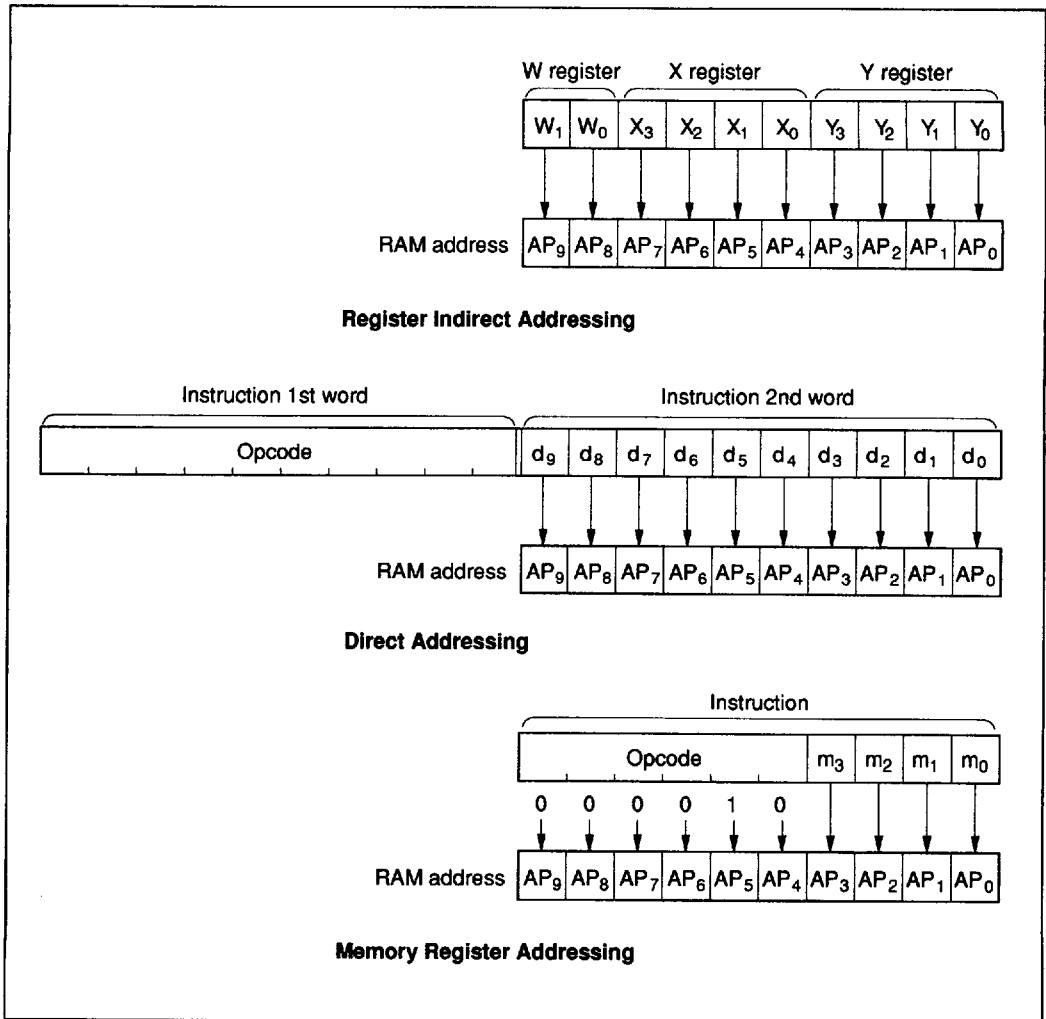 W register X register Y register
W₁ W₀ X₃ X₂ X₁ X₀ Y₃ Y₂ Y₁ Y₀
RAM address AP₉ AP₈ AP₇ AP₆ AP₅ AP₄ AP₃ AP₂ AP₁ AP₀
Register Indirect Addressing
Instruction 1st word Instruction 2nd word
Opcode d₉ d₈ d₇ d₆ d₅ d₄ d₃ d₂ d₁ d₀
RAM address AP₉ AP₈ AP₇ AP₆ AP₅ AP₄ AP₃ AP₂ AP₁ AP₀
Direct Addressing
Instruction
Opcode m₃ m₂ m₁ m₀
0 0 0 0 1 0
RAM address AP₉ AP₈ AP₇ AP₆ AP₅ AP₄ AP₃ AP₂ AP₁ AP₀
Memory Register Addressing